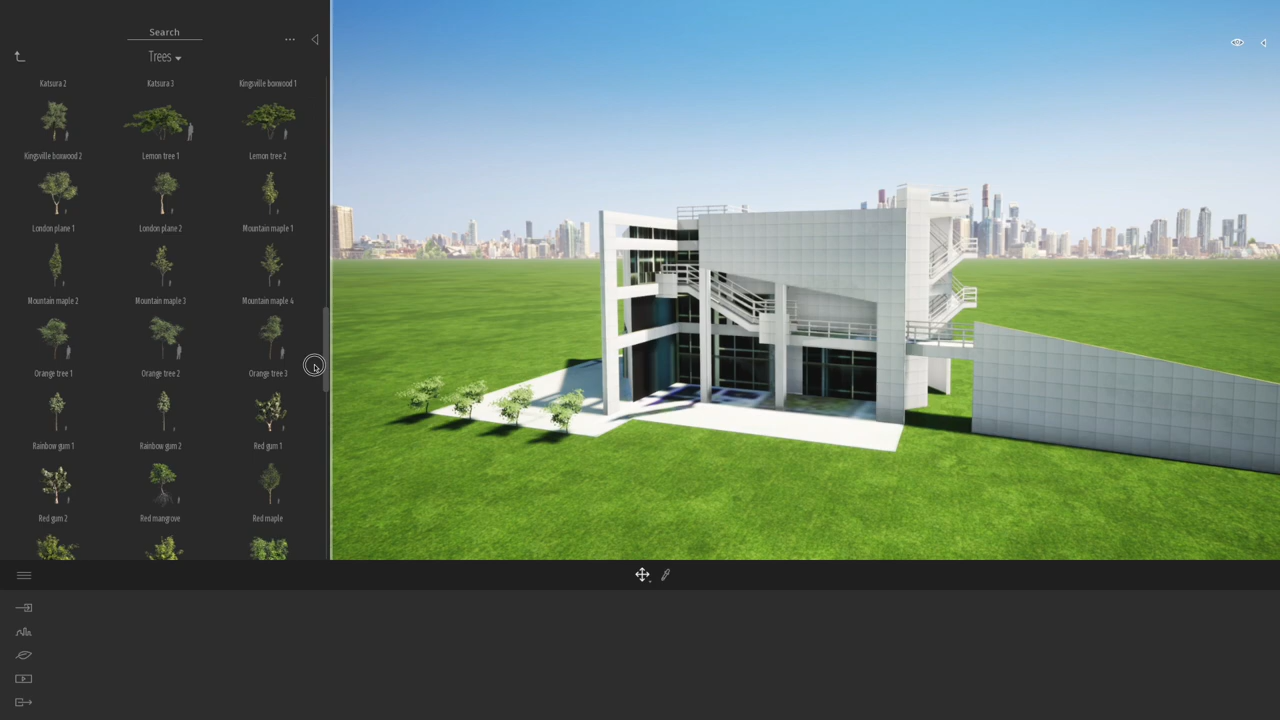 Search
Trees
Katsura 2 Katsura 3 Kingsville boxwood 1
Kingsville boxwood 2 Lemon tree 1 Lemon tree 2
London plane 1 London plane 2 Mountain maple 1
Mountain maple 2 Mountain maple 3 Mountain maple 4
Orange tree 1 Orange tree 2 Orange tree 3
Rainbow gum 1 Rainbow gum 2 Red gum 1
Red gum 2 Red mangrove Red maple